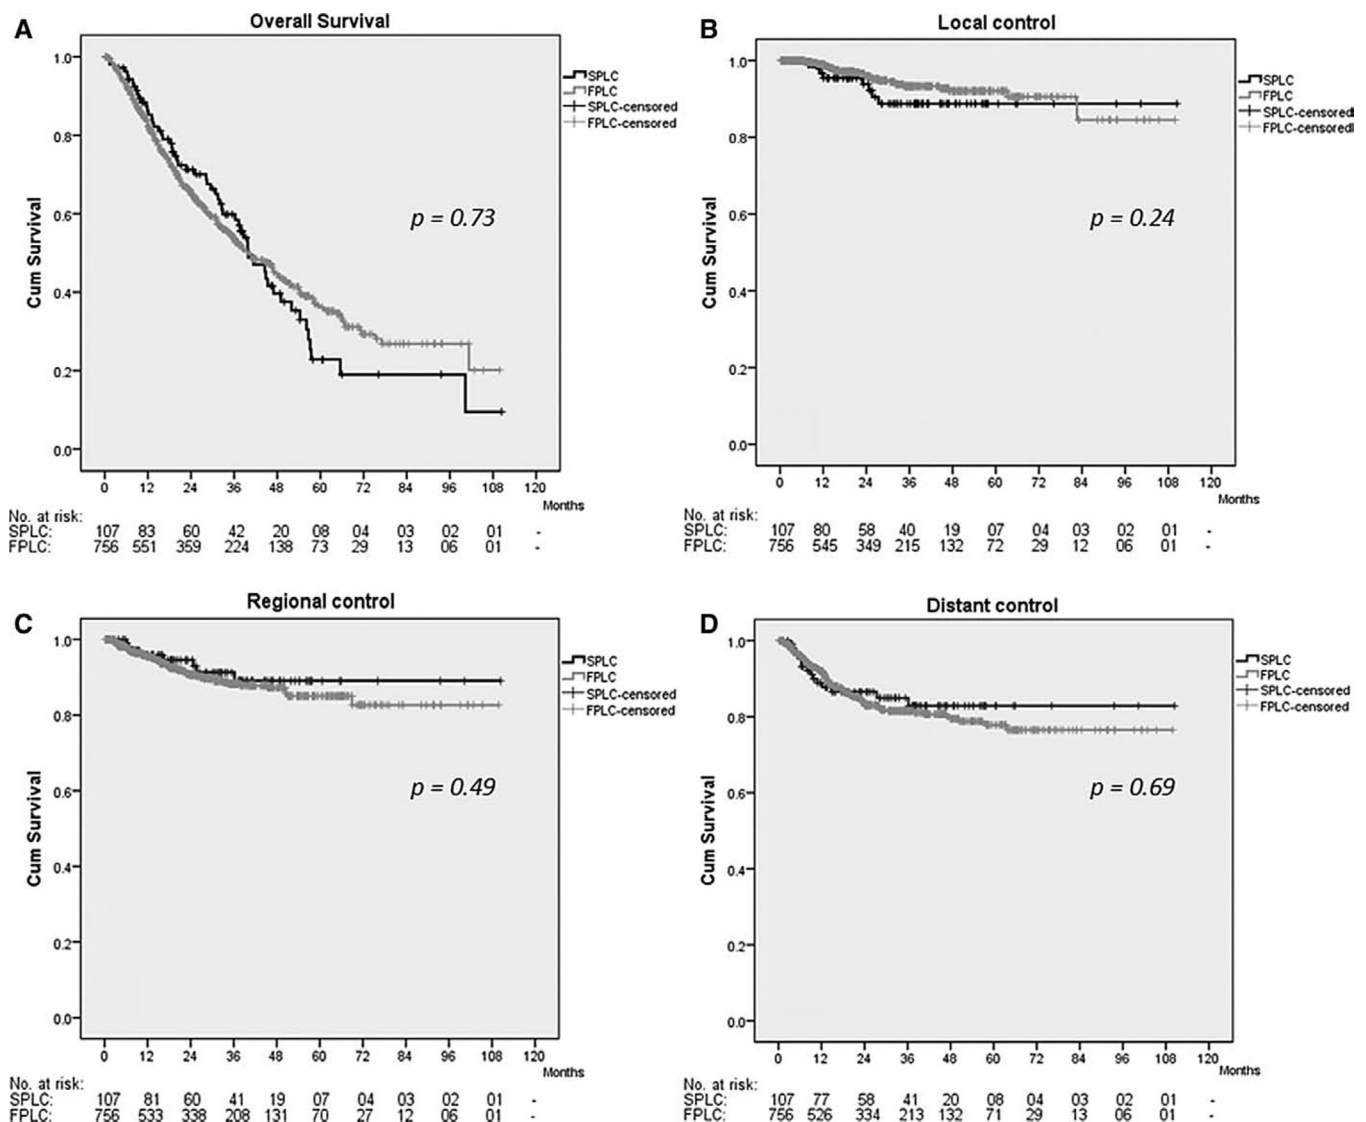 A
Overall Survival
Cum Survival
1.0
0.8
0.6
0.4
0.2
0.0
SPLC
FPLC
SPLC-censored
FPLC-censored
p = 0.73
0 12 24 36 48 60 72 84 96 108 120
Months
No. at risk:
SPLC: 107 83 60 42 20 08 04 03 02 01 -
FPLC: 756 551 359 224 138 73 29 13 06 01 -
B
Local control
Cum Survival
1.0
0.8
0.6
0.4
0.2
0.0
SPLC
FPLC
SPLC-censored
FPLC-censored
p = 0.24
0 12 24 36 48 60 72 84 96 108 120
Months
No. at risk:
SPLC: 107 80 58 40 19 07 04 03 02 01 -
FPLC: 756 545 349 215 132 72 29 12 06 01 -
C
Regional control
Cum Survival
1.0
0.8
0.6
0.4
0.2
0.0
SPLC
FPLC
SPLC-censored
FPLC-censored
p = 0.49
0 12 24 36 48 60 72 84 96 108 120
Months
No. at risk:
SPLC: 107 81 60 41 19 07 04 03 02 01 -
FPLC: 756 533 338 208 131 70 27 12 06 01 -
D
Distant control
Cum Survival
1.0
0.8
0.6
0.4
0.2
0.0
SPLC
FPLC
SPLC-censored
FPLC-censored
p = 0.69
0 12 24 36 48 60 72 84 96 108 120
Months
No. at risk:
SPLC: 107 77 58 41 20 08 04 03 02 01 -
FPLC: 756 526 334 213 132 71 29 13 06 01 -